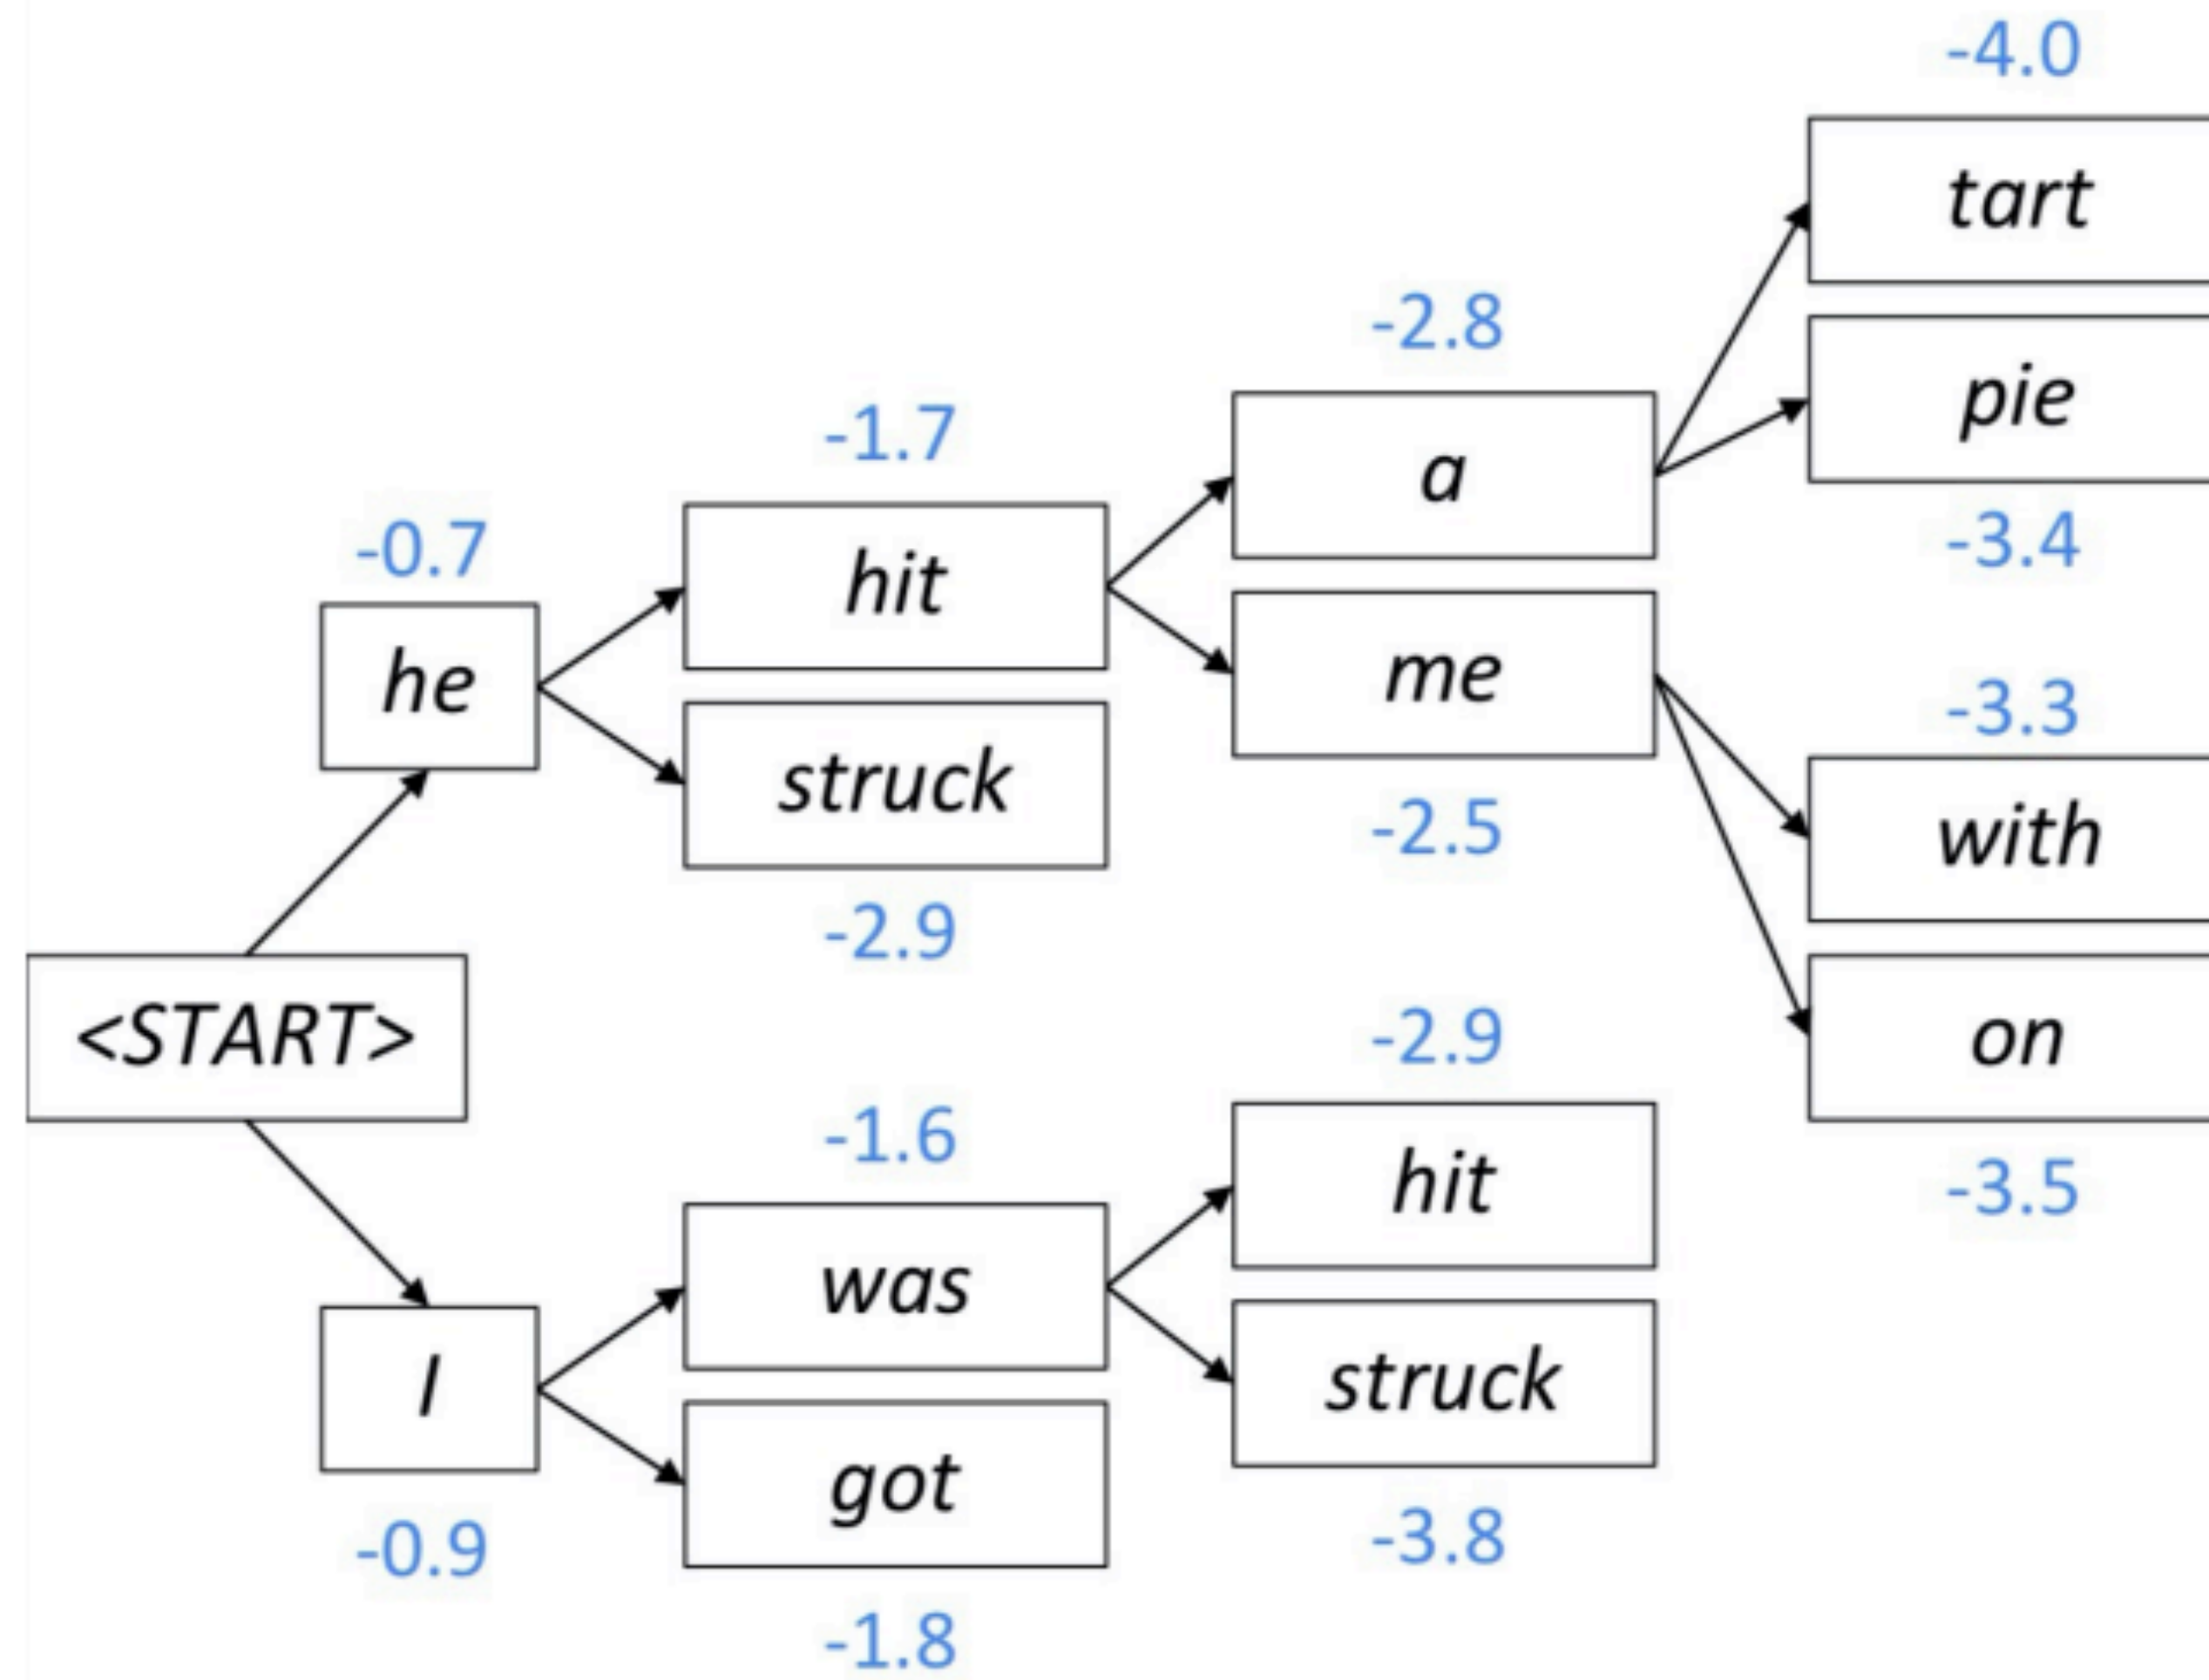 -4.0
tart
-2.8
pie
-1.7
a
-3.4
-0.7
hit
me
-3.3
he
struck
-2.5
with
-2.9
<START>
-2.9
on
-1.6
hit
-3.5
was
I
struck
got
-0.9
-3.8
-1.8